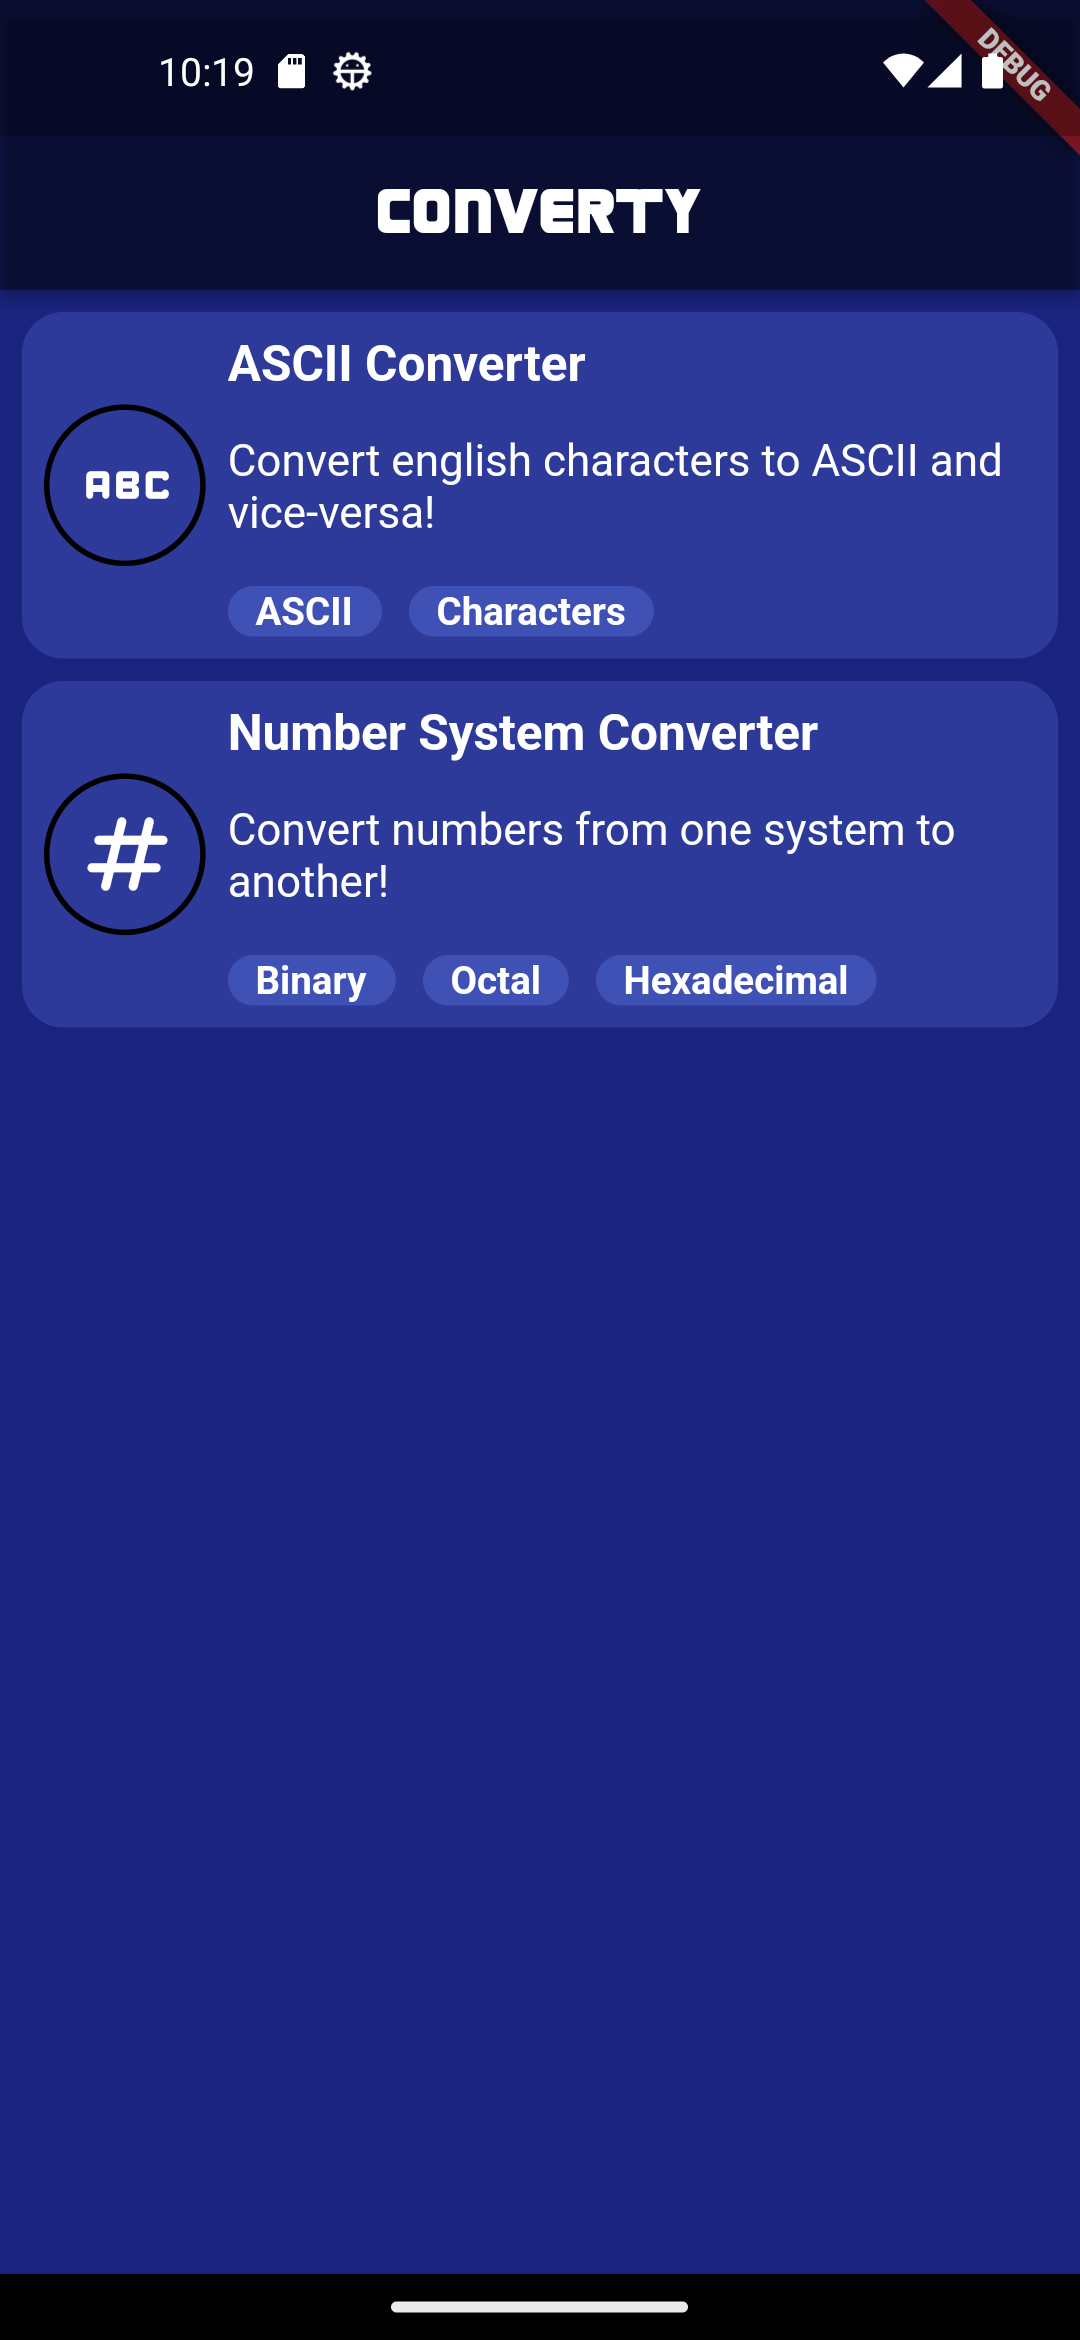 10:19
DEBUG
CONVERTY
ASCII Converter
ABC
Convert english characters to ASCII and
vice-versa!
ASCII Characters
Number System Converter
#
Convert numbers from one system to
another!
Binary Octal Hexadecimal